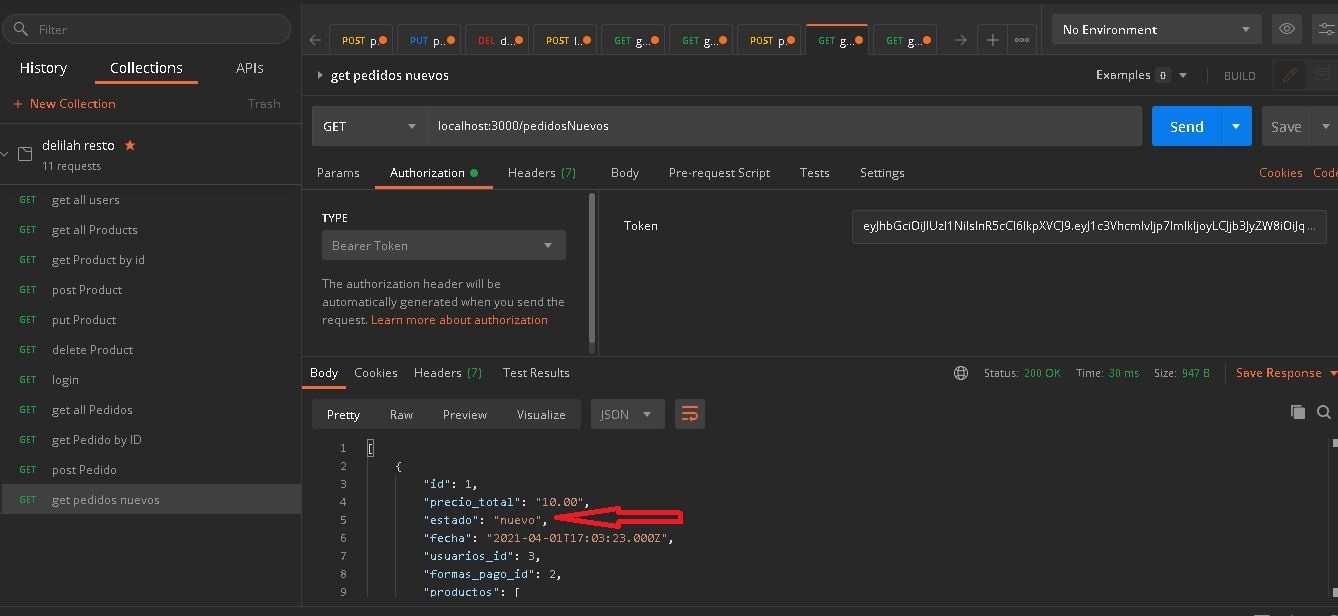 Filter
History Collections APIs
+ New Collection Trash
delilah resto
11 requests
GET get all users
GET get all Products
GET get Product by id
GET post Product
GET put Product
GET delete Product
GET login
GET get all Pedidos
GET get Pedido by ID
GET post Pedido
GET get pedidos nuevos
POST p... PUT p... DEL d... POST l... GET g... GET g... POST p... GET g... GET g...
No Environment
get pedidos nuevos
Examples 0 BUILD
GET localhost:3000/pedidosNuevos Send Save
Params Authorization Headers (7) Body Pre-request Script Tests Settings Cookies Code
TYPE
Bearer Token
The authorization header will be
automatically generated when you send the
request. Learn more about authorization
Token
Body Cookies Headers (7) Test Results Status: 200 OK Time: 30 ms Size: 947 B Save Response
Pretty Raw Preview Visualize JSON
1 [
2 {
3 "id": 1,
4 "precio_total": "10.00",
5 "estado": "nuevo",
6 "fecha": "2021-04-01T17:03:23.000Z",
7 "usuarios_id": 3,
8 "formas_pago_id": 2,
9 "productos": [